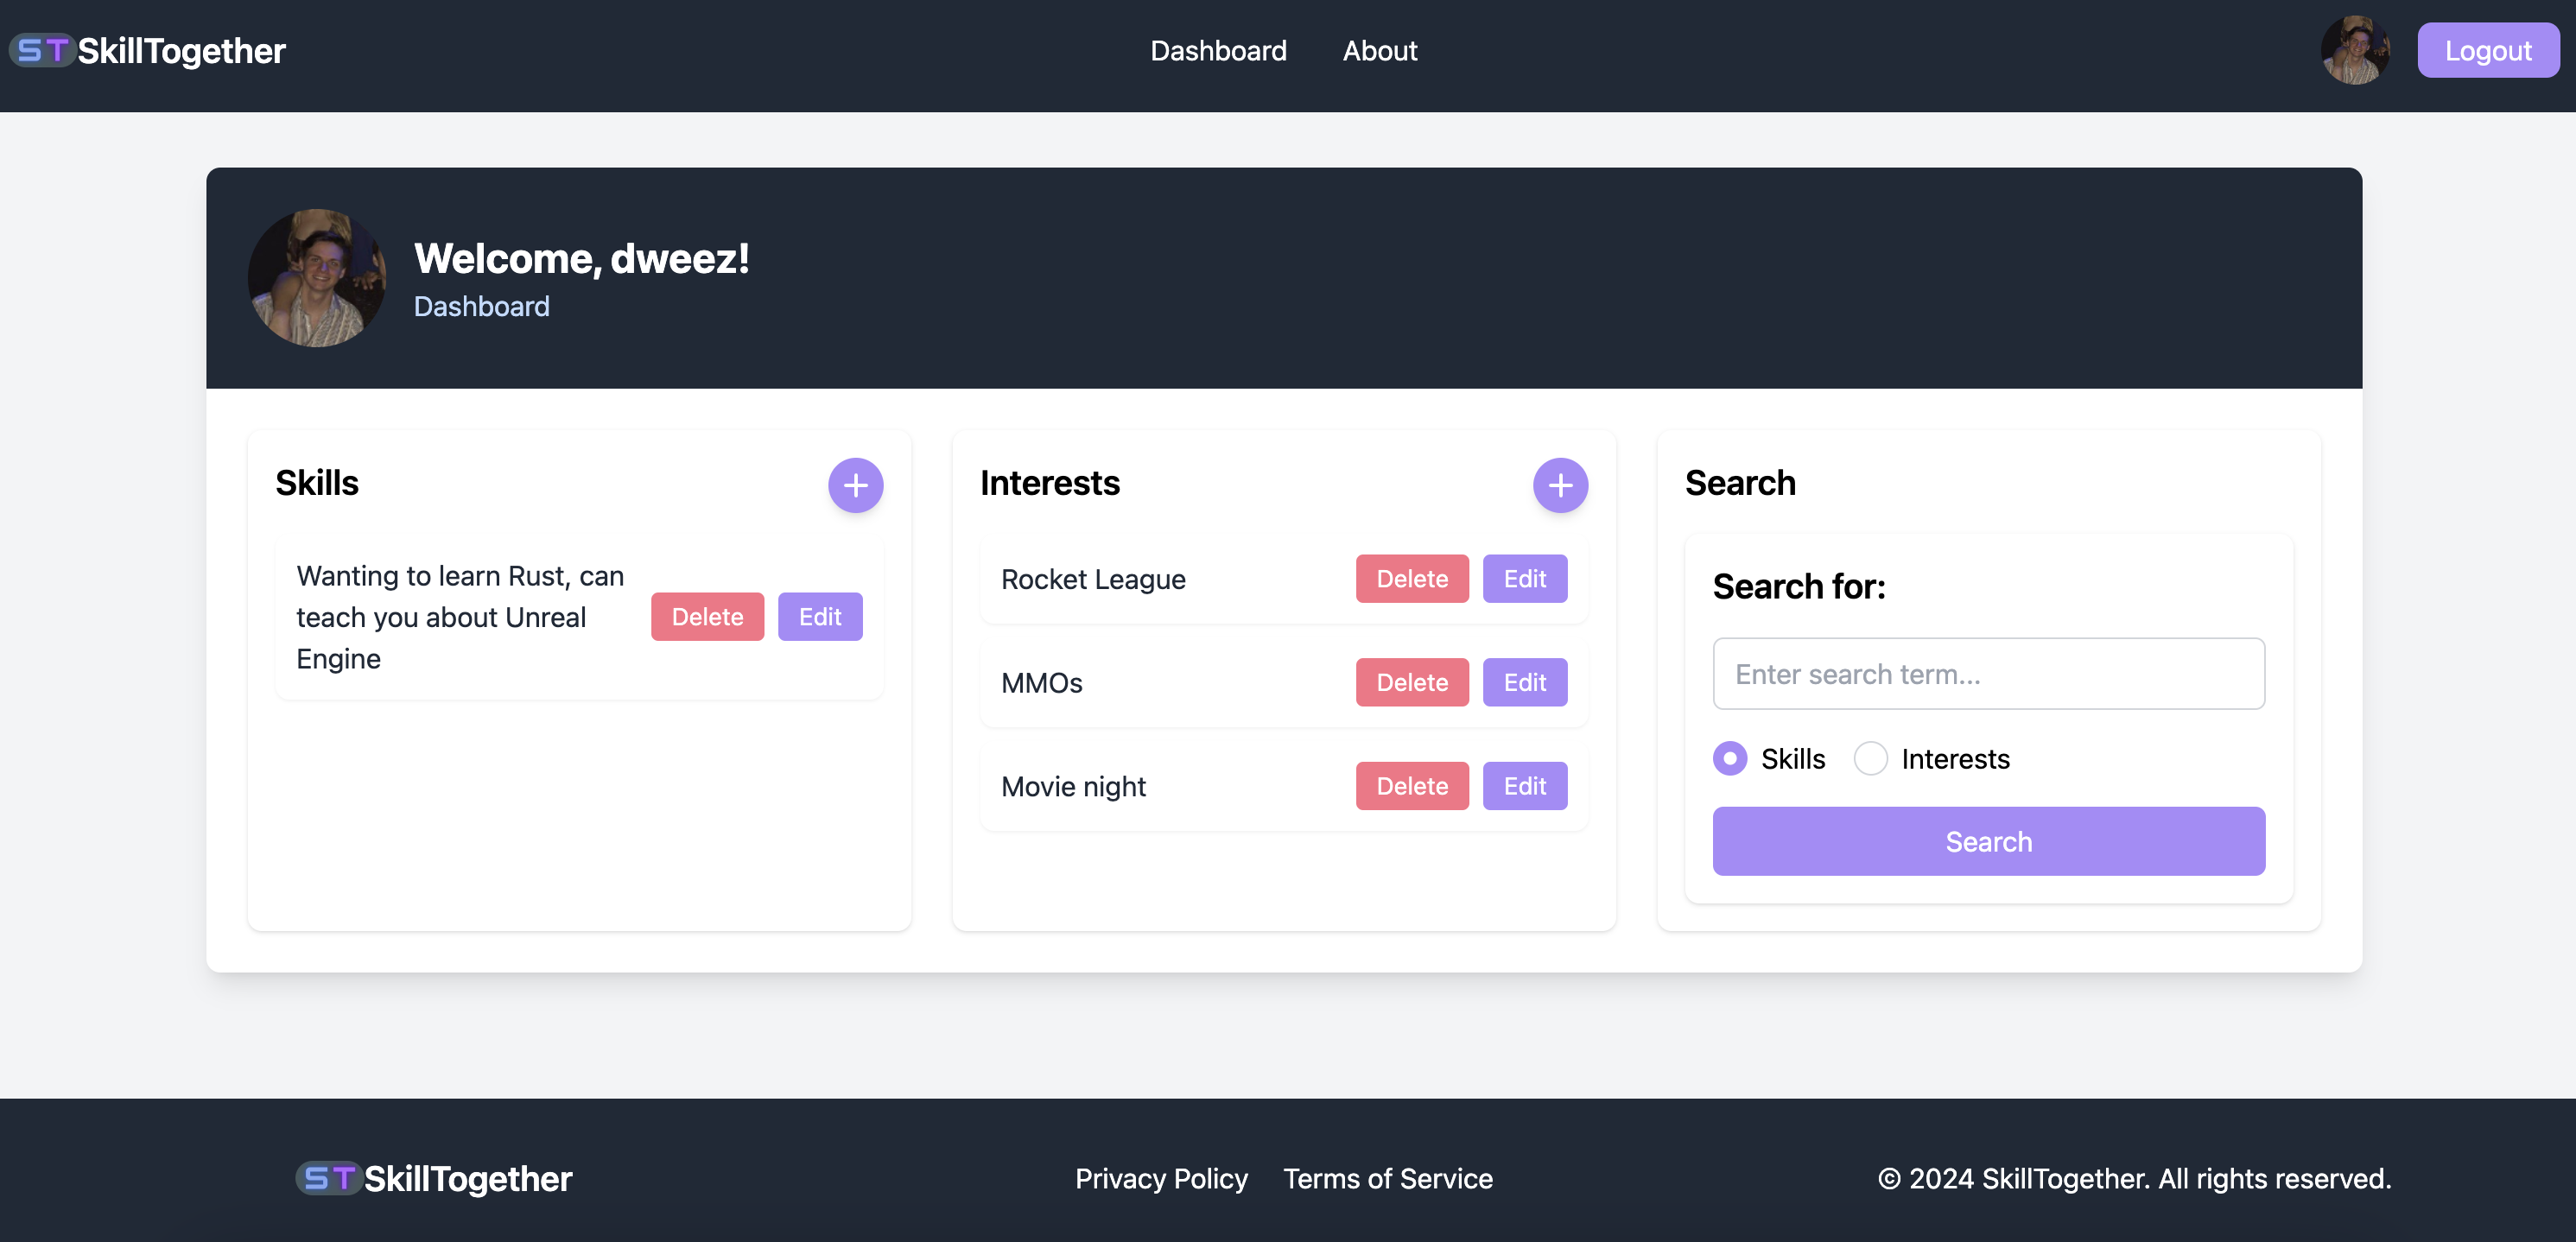 ST SkillTogether
Dashboard About
Logout
Welcome, dweez!
Dashboard
Skills
Wanting to learn Rust, can
teach you about Unreal
Engine
Delete Edit
Interests
Rocket League Delete Edit
MMOs Delete Edit
Movie night Delete Edit
Search
Search for:
Enter search term...
Skills Interests
Search
ST SkillTogether
Privacy Policy Terms of Service
© 2024 SkillTogether. All rights reserved.